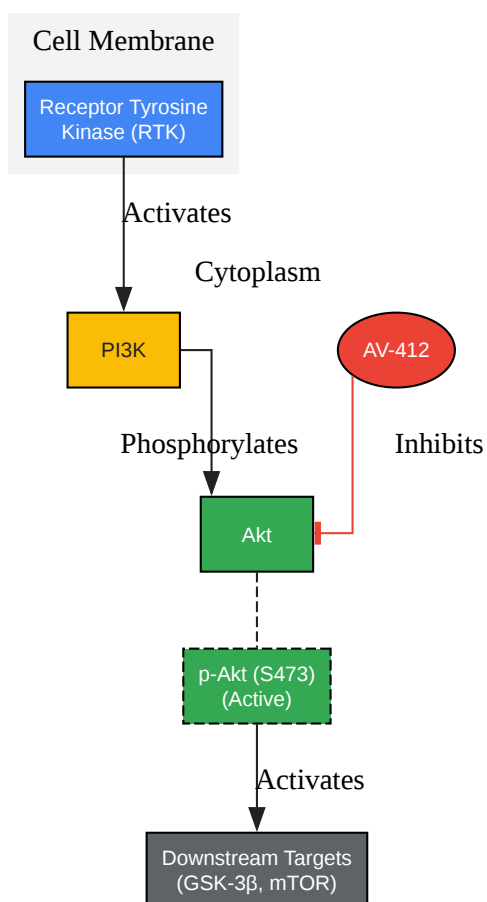 Cell Membrane
Receptor Tyrosine
Kinase (RTK)
Activates
Cytoplasm
PI3K
AV-412
Phosphorylates
Inhibits
Akt
p-Akt (S473)
(Active)
Activates
Downstream Targets
(GSK-3β, mTOR)